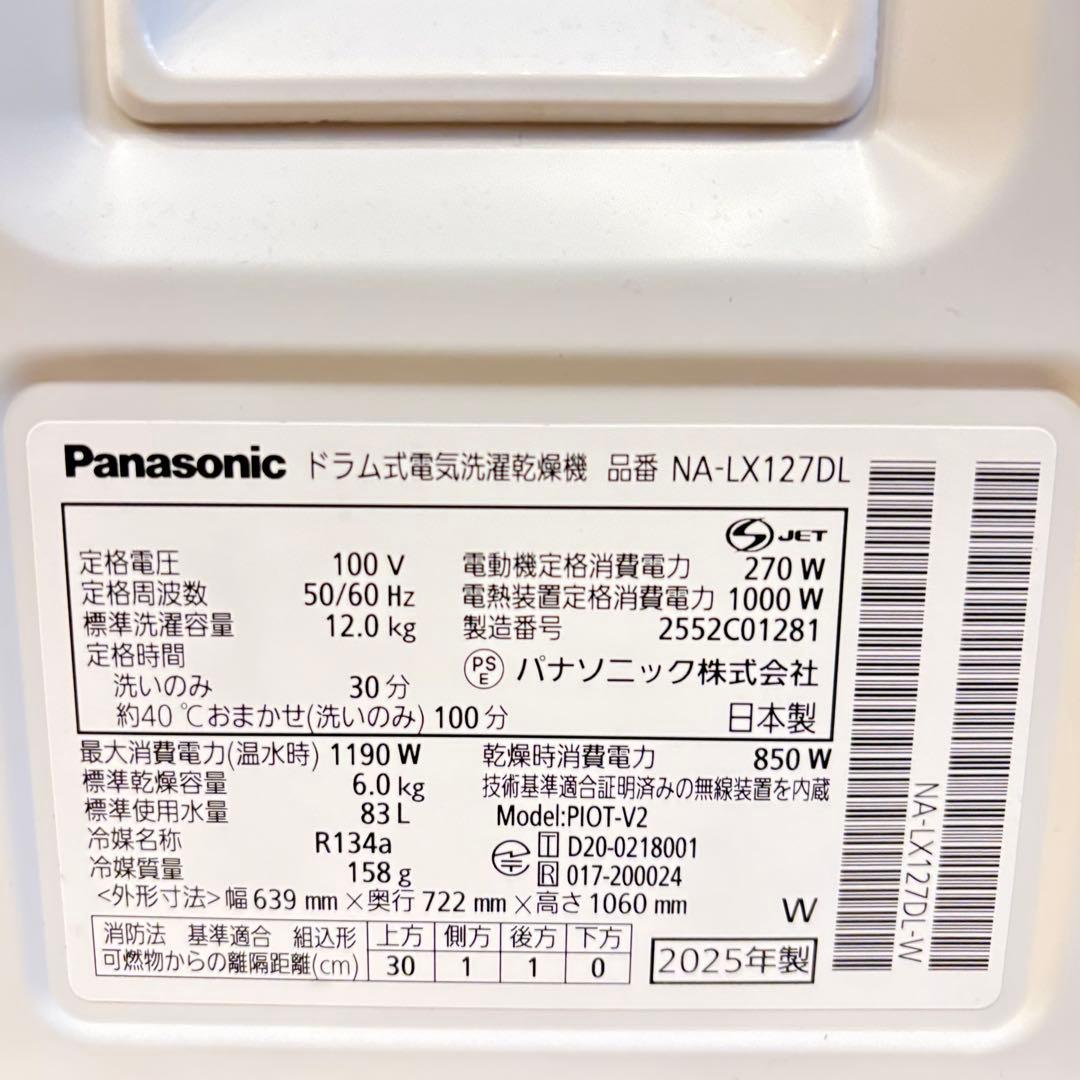 Panasonic ドラム式電気洗濯乾燥機 品番 NA-LX127DL
JET
定格電圧 100 V 電動機定格消費電力 270 W
定格周波数 50/60 Hz 電熱装置定格消費電力 1000 W
標準洗濯容量 12.0 kg 製造番号 2552C01281
定格時間
PSE パナソニック株式会社
洗いのみ 30分
約40℃おまかせ(洗いのみ) 100分 日本製
最大消費電力(温水時) 1190 W 乾燥時消費電力 850 W
標準乾燥容量 6.0 kg 技術基準適合証明済みの無線装置を内蔵
標準使用水量 83 L Model:PIOT-V2
冷媒名称 R134a T D20-0218001
冷媒質量 158 g R 017-200024
<外形寸法>幅 639 mm×奥行 722 mm×高さ 1060 mm W
消防法 基準適合 組込形 上方 側方 後方 下方
可燃物からの離隔距離(cm) 30 1 1 0
2025年製
NA-LX127DL-W